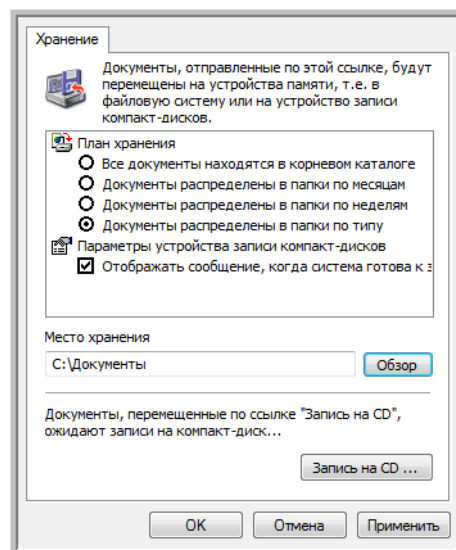 Хранение
Документы, отправленные по этой ссылке, будут
перемещены на устройства памяти, т.е. в
файловую систему или на устройство записи
компакт-дисков.
План хранения
Все документы находятся в корневом каталоге
Документы распределены в папки по месяцам
Документы распределены в папки по неделям
Документы распределены в папки по типу
Параметры устройства записи компакт-дисков
Отображать сообщение, когда система готова к з
Место хранения
C:\Документы
Обзор
Документы, перемещенные по ссылке "Запись на CD",
ожидают записи на компакт-диск...
Запись на CD ...
OK
Отмена
Применить